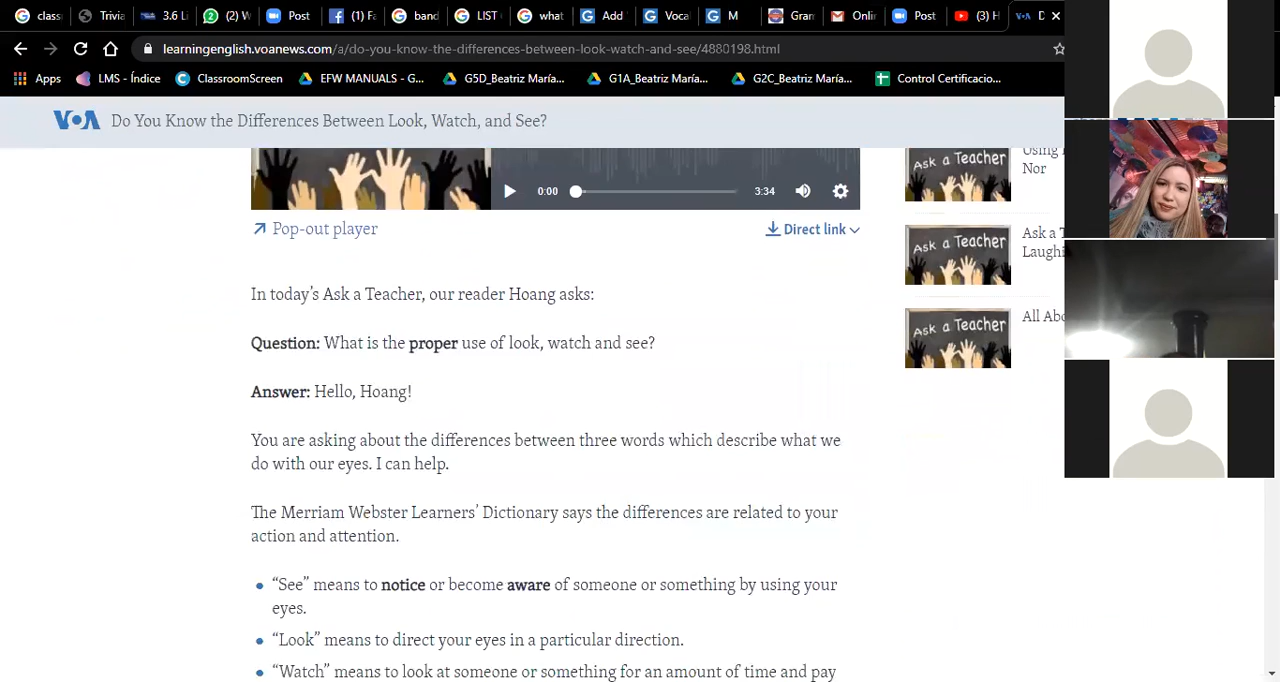 class
Trivia
3.6 Li
(2) W
Post
(1) Fa
band
LIST
what
Add
Voca
M
Gran
Onli
Post
(3) H
D
learningenglish.voanews.com/a/do-you-know-the-differences-between-look-watch-and-see/4880198.html
Apps
LMS - Índice
ClassroomScreen
EFW MANUALS - G...
G5D_Beatriz María...
G1A_Beatriz María...
G2C_Beatriz María...
Control Certificacio...
VOA Do You Know the Differences Between Look, Watch, and See?
0:00
3:34
Pop-out player
Direct link
Ask a Teacher
Nor
Ask a Teacher
Ask a T
Laughi
Ask a Teacher
All Abo
In today's Ask a Teacher, our reader Hoang asks:
Question: What is the proper use of look, watch and see?
Answer: Hello, Hoang!
You are asking about the differences between three words which describe what we
do with our eyes. I can help.
The Merriam Webster Learners' Dictionary says the differences are related to your
action and attention.
• “See” means to notice or become aware of someone or something by using your
eyes.
• “Look” means to direct your eyes in a particular direction.
• “Watch” means to look at someone or something for an amount of time and pay